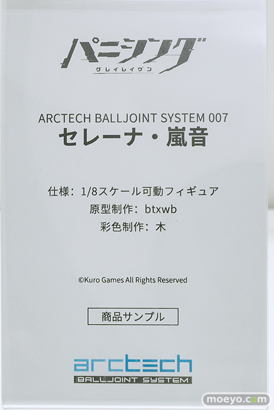 パニシング
グレイレイヴン
ARCTECH BALLJOINT SYSTEM 007
セレーナ・嵐音
仕様：1/8スケール可動フィギュア
原型制作：btxwb
彩色制作：木
©Kuro Games All Rights Reserved
商品サンプル
arctech
BALLJOINT SYSTEM
moeyo.com